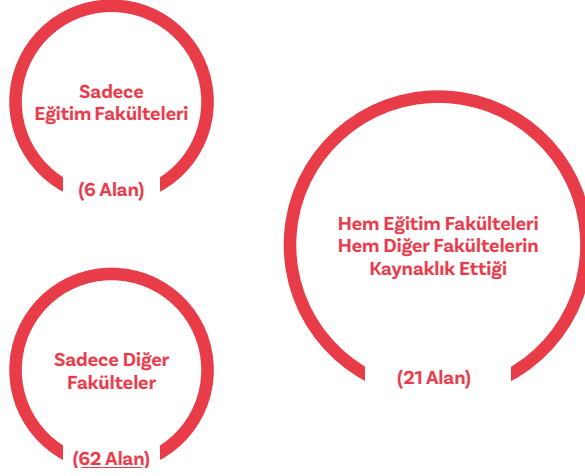 Sadece
Eğitim Fakülteleri
(6 Alan)
Hem Eğitim Fakülteleri
Hem Diğer Fakültelerin
Kaynaklık Ettiği
(21 Alan)
Sadece Diğer
Fakülteler
(62 Alan)